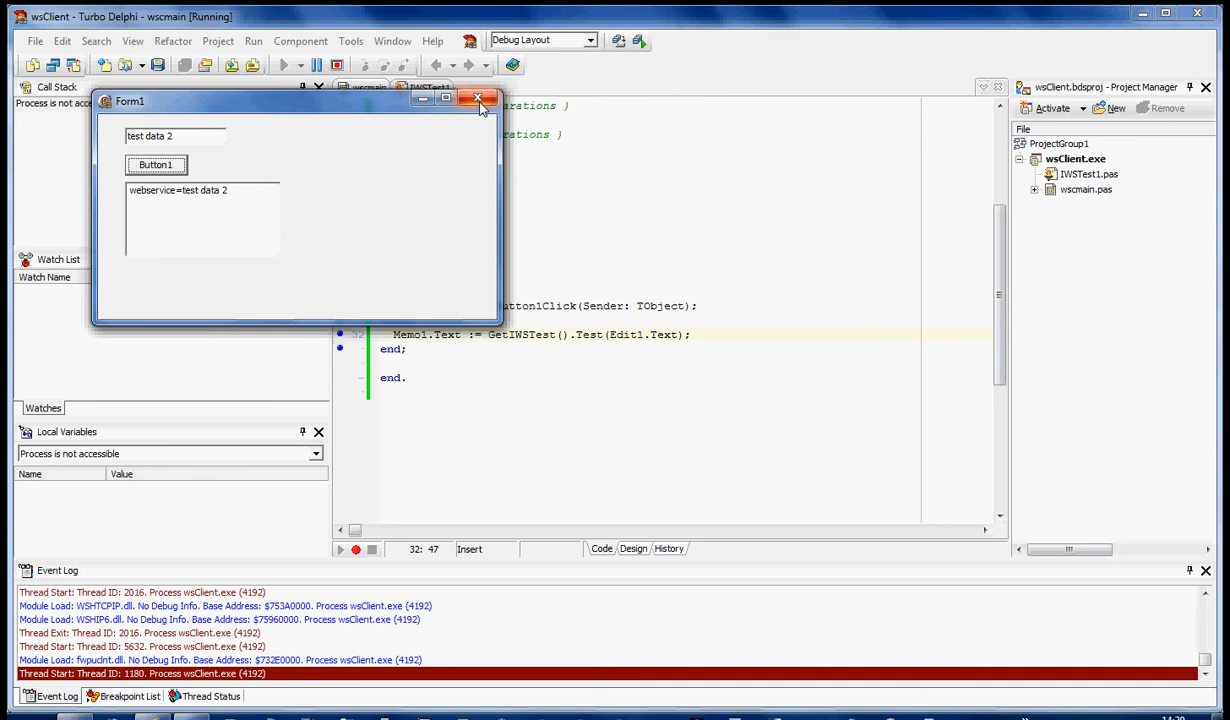 wsClient - Turbo Delphi - wscmain [Running]
File Edit Search View Refactor Project Run Component Tools Window Help
Debug Layout
Call Stack
Process is not acce
Form1
test data 2
Button1
webservice=test data 2
wscmain
IWSTest1
arations }
erations }
utton1Click(Sender: TObject);
32
Memo1.Text := GetIWSTest().Test(Edit1.Text);
end;
end.
Watch List
Watch Name
Watches
Local Variables
Process is not accessible
Name Value
32: 47 Insert
Code Design History
wsClient.bdsproj - Project Manager
Activate New Remove
File
ProjectGroup1
wsClient.exe
IWSTest1.pas
wscmain.pas
Event Log
Thread Start: Thread ID: 2016. Process wsClient.exe (4192)
Module Load: WSHTCPIP.dll. No Debug Info. Base Address: $753A0000. Process wsClient.exe (4192)
Module Load: WSHIP6.dll. No Debug Info. Base Address: $75960000. Process wsClient.exe (4192)
Thread Exit: Thread ID: 2016. Process wsClient.exe (4192)
Thread Start: Thread ID: 5632. Process wsClient.exe (4192)
Module Load: fwpuclnt.dll. No Debug Info. Base Address: $732E0000. Process wsClient.exe (4192)
Thread Start: Thread ID: 1180. Process wsClient.exe (4192)
Event Log Breakpoint List Thread Status